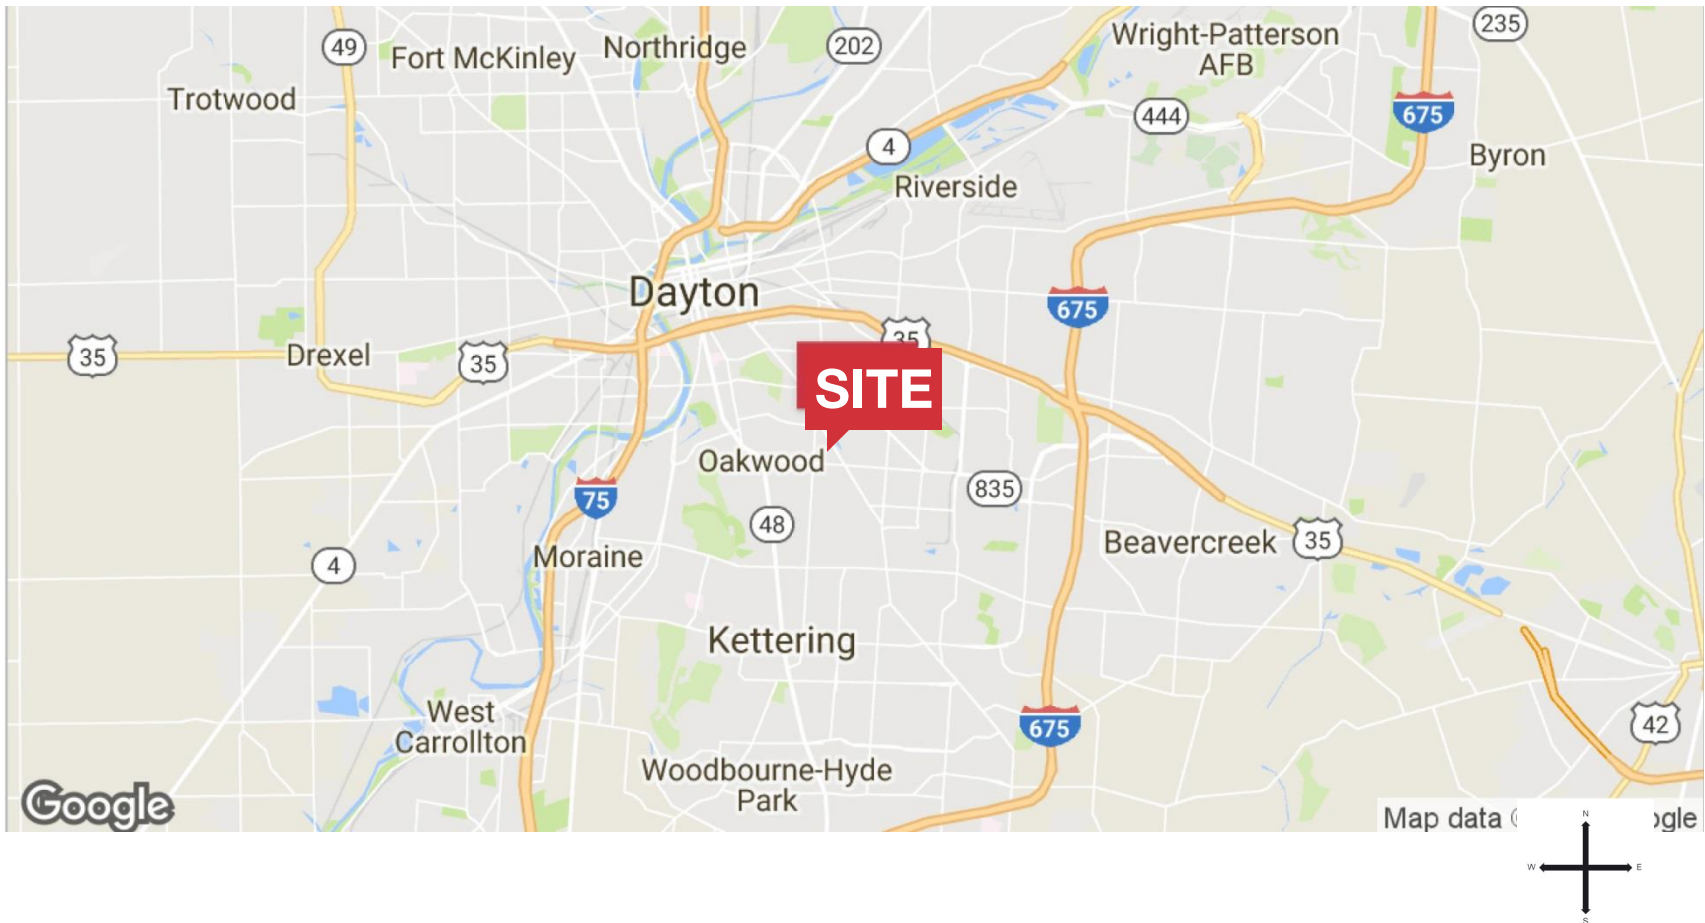 235
Wright-Patterson
AFB
49
Fort McKinley
Northridge
202
Trotwood
444
675
4
Byron
Riverside
Dayton
675
35
35
Drexel
35
SITE
Oakwood
835
75
48
Moraine
Beavercreek
35
4
Kettering
West
Carrollton
675
42
Woodbourne-Hyde
Park
Google
Map data
N
W
E
S